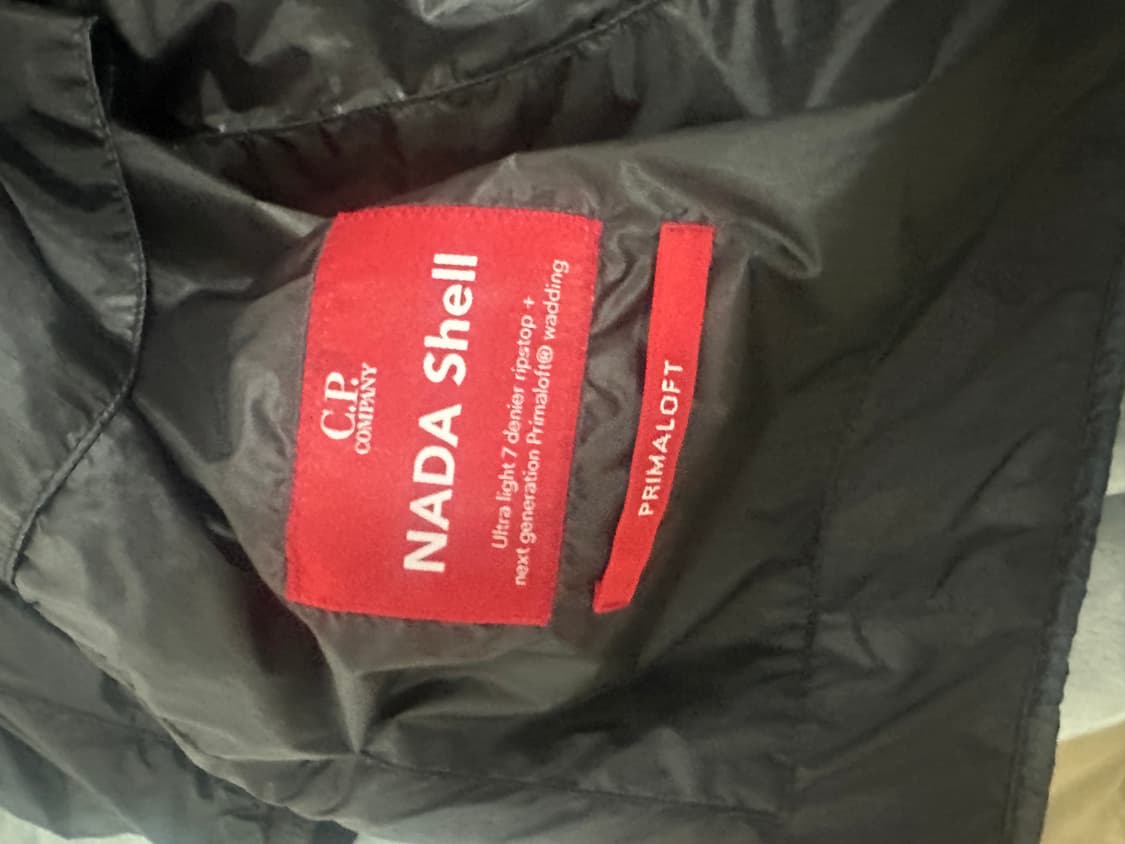 C.P.
COMPANY
NADA Shell
Ultra light 7 denier ripstop +
next generation Primaloft® wadding
PRIMALOFT